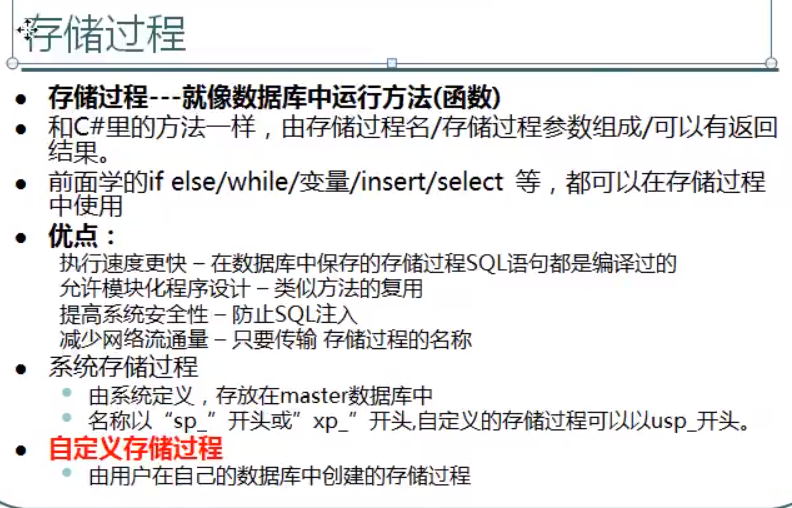 存储过程
存储过程---就像数据库中运行方法(函数)
和C#里的方法一样，由存储过程名/存储过程参数组成/可以有返回
结果。
前面学的if else/while/变量/insert/select 等，都可以在存储过程
中使用
优点：
执行速度更快 – 在数据库中保存的存储过程SQL语句都是编译过的
允许模块化程序设计 – 类似方法的复用
提高系统安全性 – 防止SQL注入
减少网络流通量 – 只要传输 存储过程的名称
系统存储过程
由系统定义，存放在master数据库中
名称以“sp_”开头或”xp_”开头,自定义的存储过程可以以usp_开头。
自定义存储过程
由用户在自己的数据库中创建的存储过程